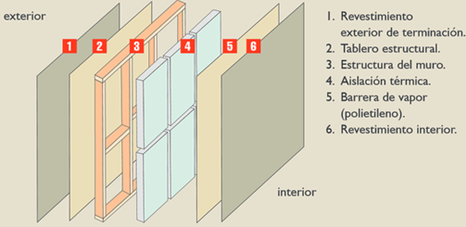 exterior
1 2 3 4 5 6
interior
1. Revestimiento
exterior de terminación.
2. Tablero estructural.
3. Estructura del muro.
4. Aislación térmica.
5. Barrera de vapor
(polietileno).
6. Revestimiento interior.